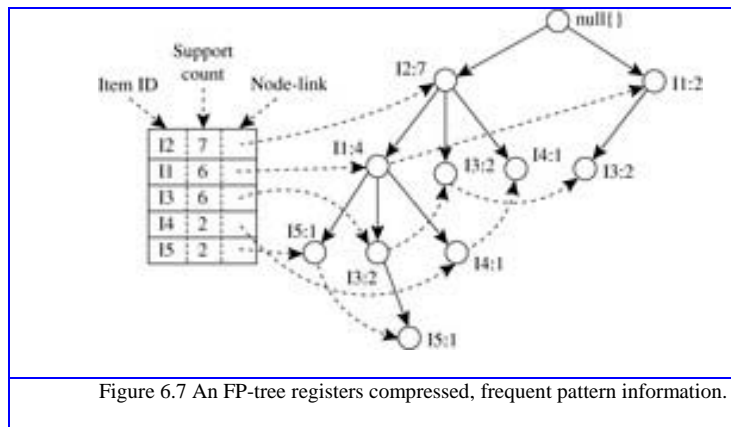 null{}
Support
count
Item ID
Node-link
I2:7
I1:2
I2 7
I1 6
I3 6
I4 2
I5 2
I1:4
I3:2
I4:1
I3:2
I5:1
I3:2
I4:1
I5:1
Figure 6.7 An FP-tree registers compressed, frequent pattern information.